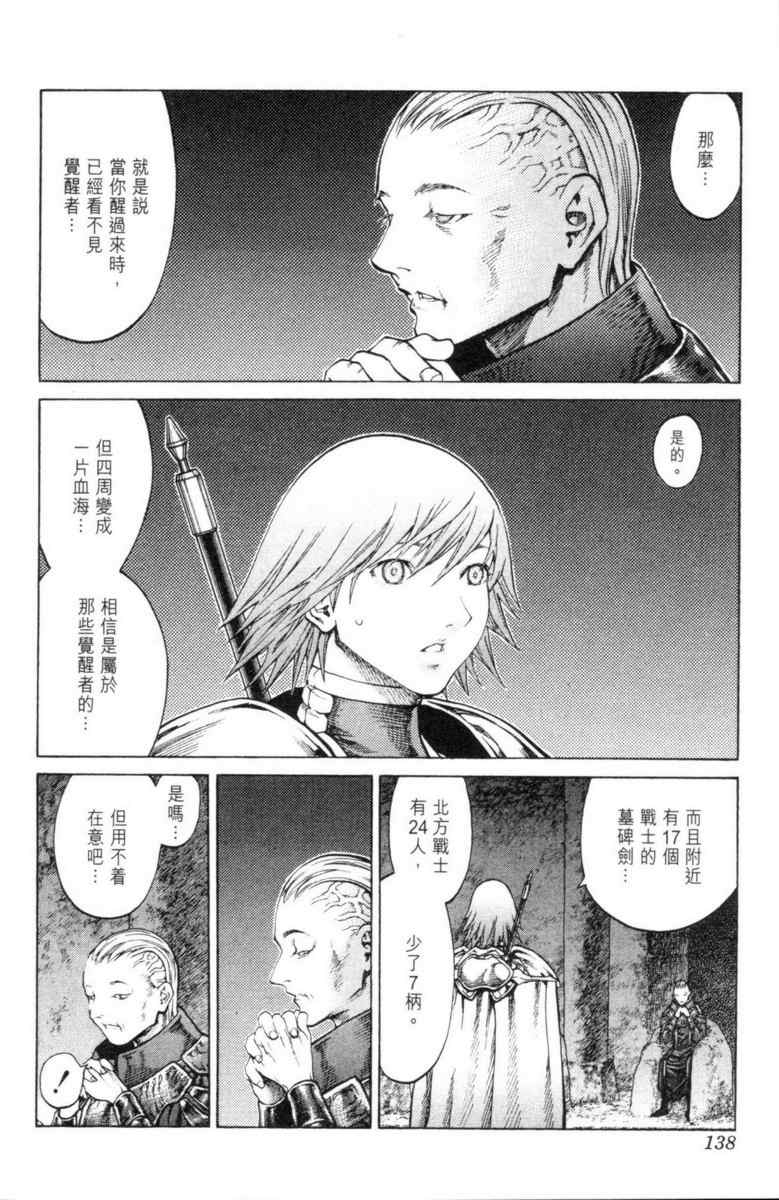 那麼…
就是說
當你醒過來時，
已經看不見
覺醒者…
是的。
但四周變成
一片血海…
相信是屬於
那些覺醒者的…
而且附近
有17個
戰士的
墓碑劍…
北方戰士
有24人，
少了7柄。
是嗎…
但用不着
在意吧…
！
138